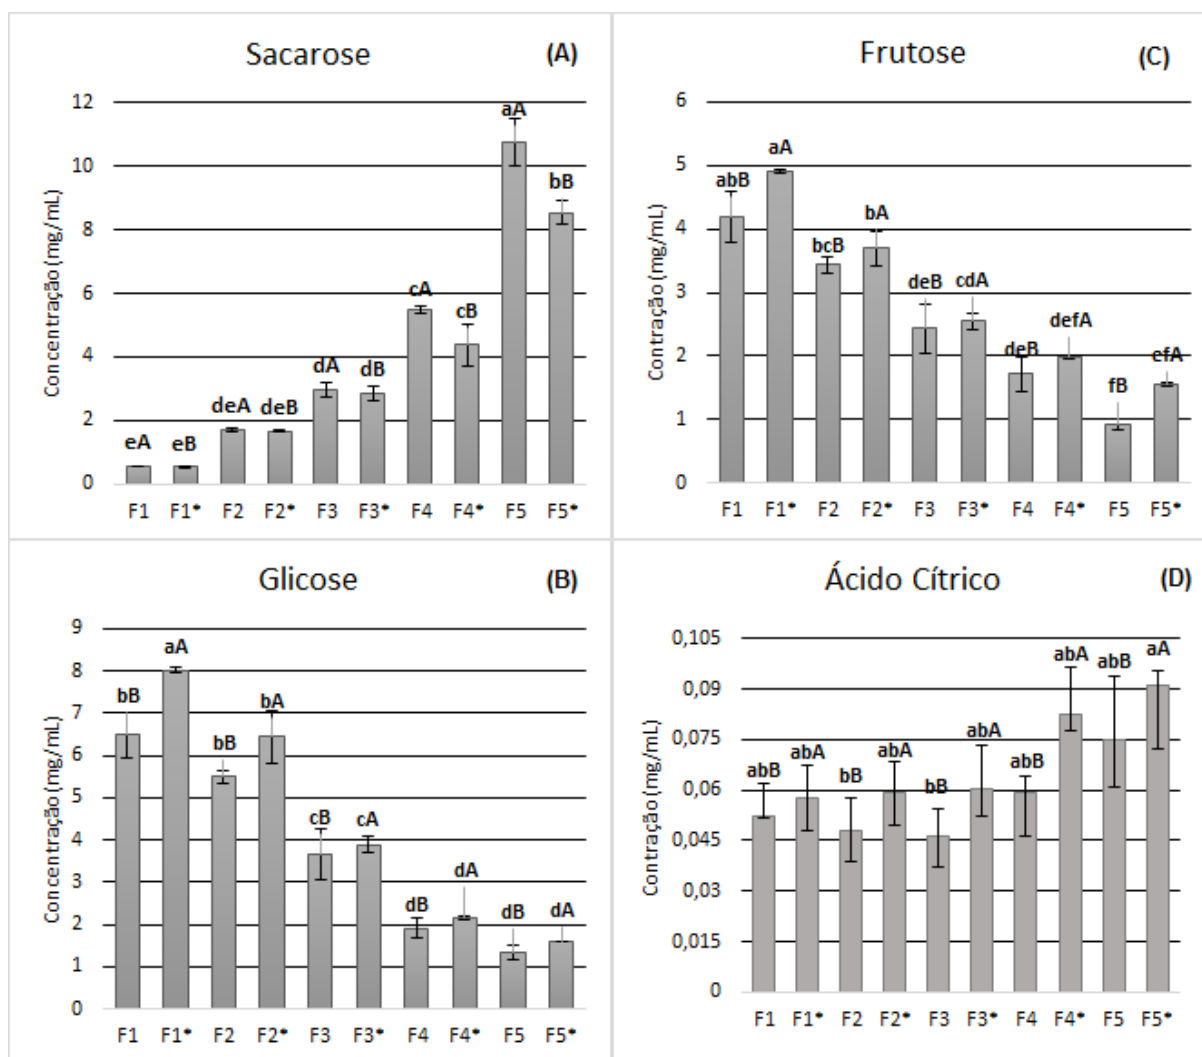 Sacarose (A)
Concentração (mg/mL)
12
10
8
6
4
2
0
eA eB deA deB dA dB cA cB aA bB
F1 F1* F2 F2* F3 F3* F4 F4* F5 F5*
Frutose (C)
Contração (mg/mL)
6
5
4
3
2
1
0
abB aA bcB bA deB cdA deB defA fB efA
F1 F1* F2 F2* F3 F3* F4 F4* F5 F5*
Glicose (B)
Concentração (mg/mL)
9
8
7
6
5
4
3
2
1
0
bB aA bB bA cB cA dB dA dB dA
F1 F1* F2 F2* F3 F3* F4 F4* F5 F5*
Ácido Cítrico (D)
Contração (mg/mL)
0,105
0,09
0,075
0,06
0,045
0,03
0,015
0
abB abA bB abA bB abA abB abA abB aA
F1 F1* F2 F2* F3 F3* F4 F4* F5 F5*